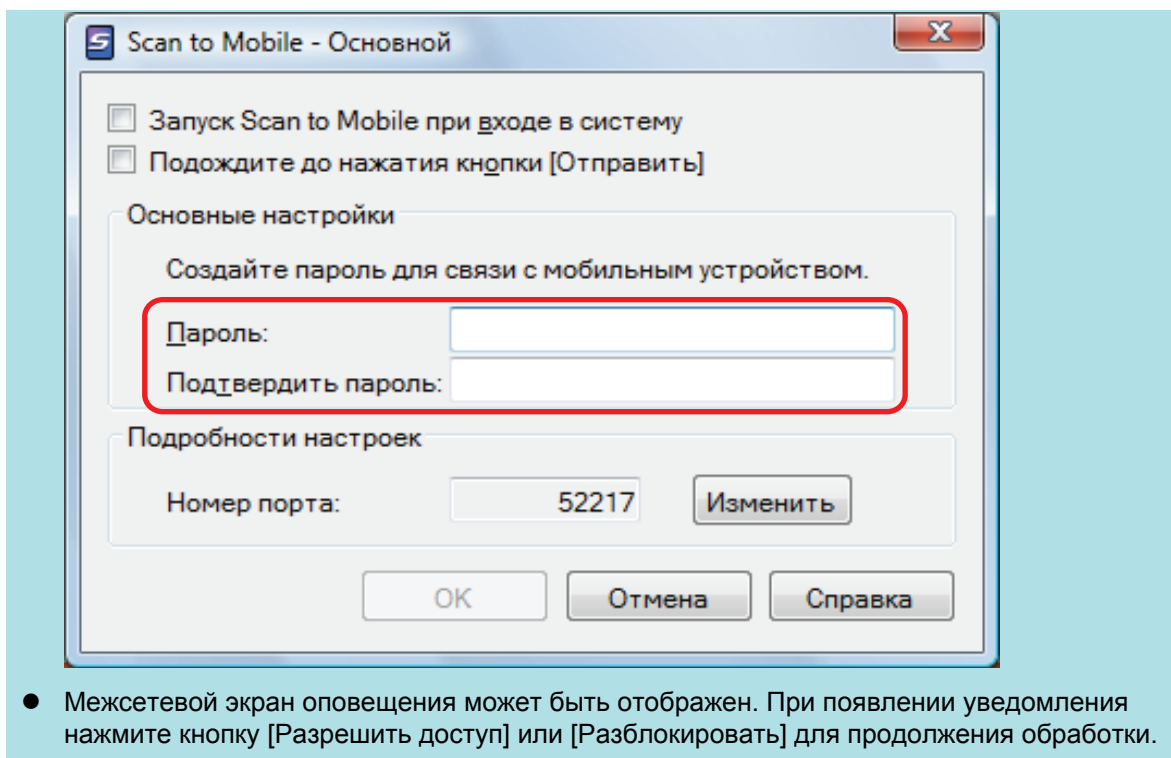 Scan to Mobile - Основной
Запуск Scan to Mobile при входе в систему
Подождите до нажатия кнопки [Отправить]
Основные настройки
Создайте пароль для связи с мобильным устройством.
Пароль:
Подтвердить пароль:
Подробности настроек
Номер порта: 52217 Изменить
OK Отмена Справка
● Межсетевой экран оповещения может быть отображен. При появлении уведомления
нажмите кнопку [Разрешить доступ] или [Разблокировать] для продолжения обработки.